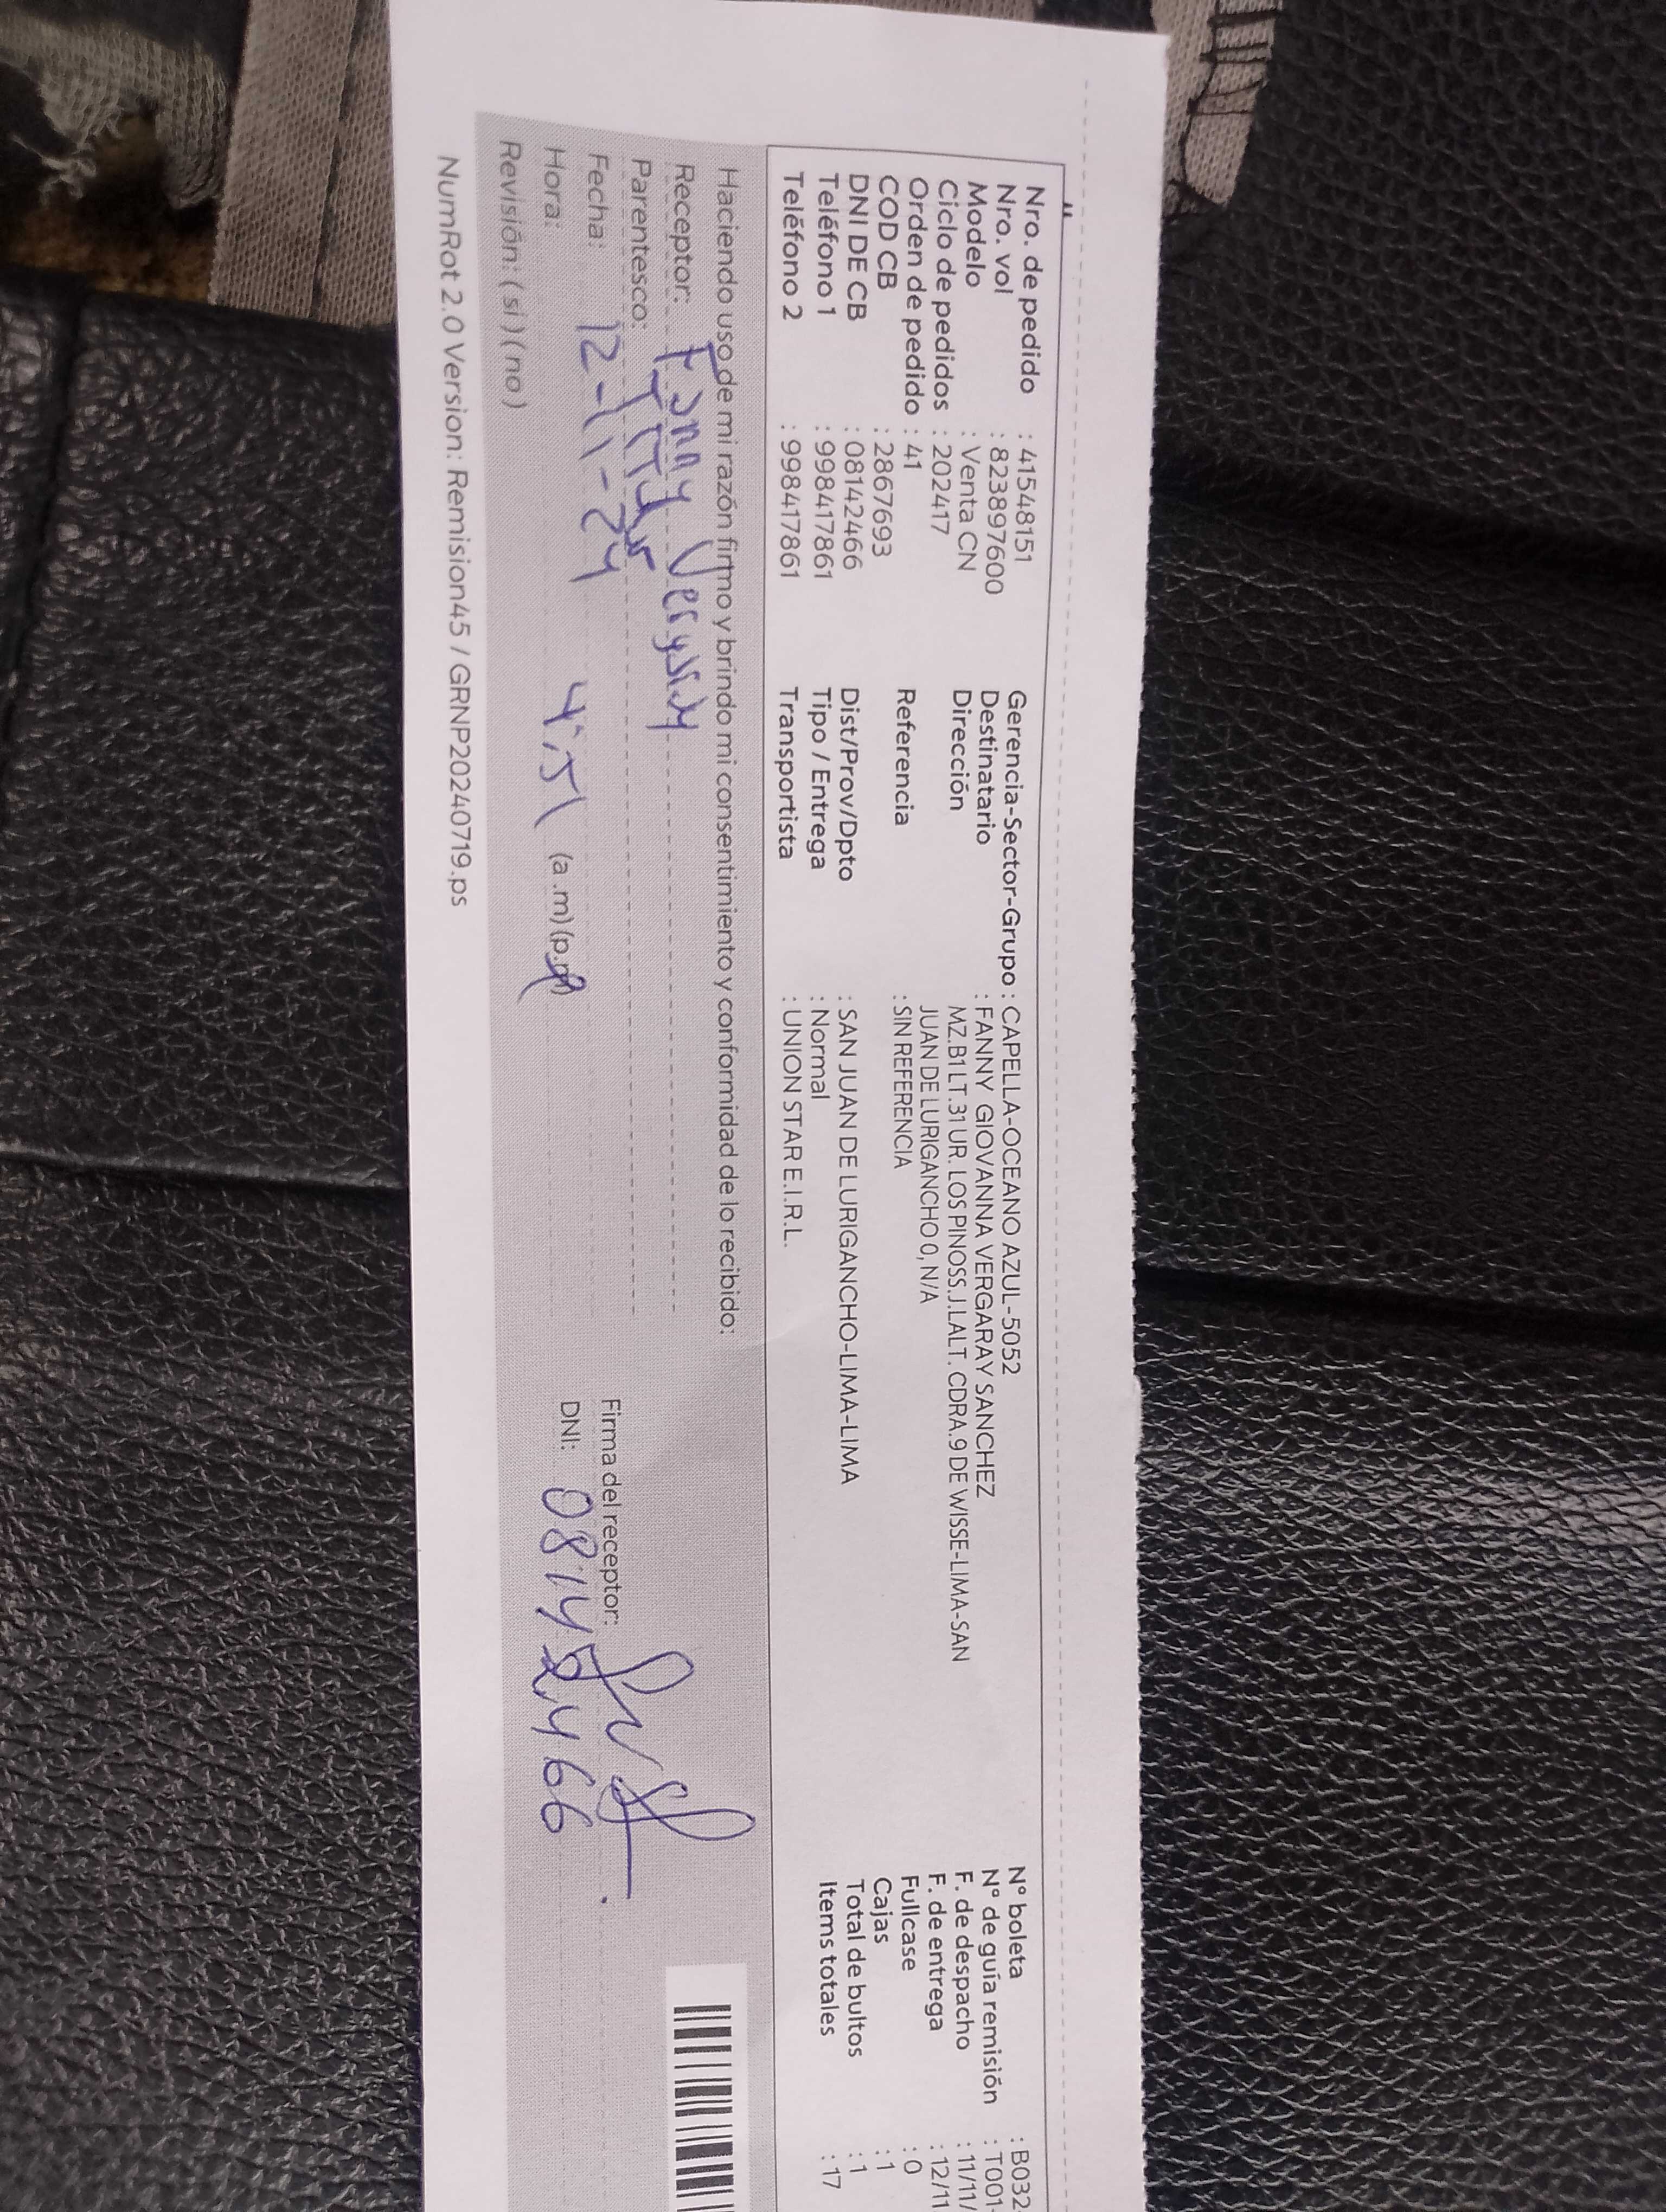 Nro. de pedido : 41548151
Nro. vol : 823897600
Modelo : Venta CN
Ciclo de pedidos : 202417
Orden de pedido : 41
COD CB : 2867693
DNI DE CB : 08142466
Teléfono 1 : 998417861
Teléfono 2 : 998417861
Gerencia-Sector-Grupo : CAPELLA-OCEANO AZUL-5052
Destinatario : FANNY GIOVANNA VERGARAY SANCHEZ
Dirección MZ.B1 LT.31 UR. LOS PINOSS.J.LALT. CDRA.9 DE WISSE-LIMA-SAN
JUAN DE LURIGANCHO 0, N/A
Referencia : SIN REFERENCIA
Dist/Prov/Dpto : SAN JUAN DE LURIGANCHO-LIMA-LIMA
Tipo / Entrega : Normal
Transportista : UNION STAR E.I.R.L.
N° boleta : B032-
N° de guía remisión : T001-
F. de despacho : 11/11/
F. de entrega : 12/11
Fullcase : 0
Cajas : 1
Total de bultos : 1
Items totales : 17
Haciendo uso de mi razón firmo y brindo mi consentimiento y conformidad de lo recibido:
Receptor: Fanny Vergaray
Parentesco:
Fecha: 12-11-24
Hora: 4:51 (a.m) (p.m)
Revisión: ( si ) ( no )
Firma del receptor:
DNI: 08142466
NumRot 2.0 Version: Remision45 / GRNP20240719.ps